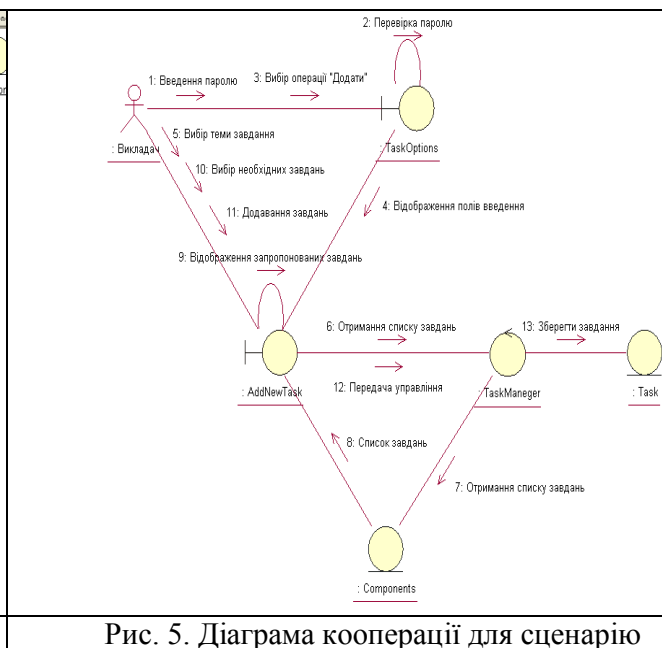 2: Перевірка паролю
1: Введення паролю
3: Вибір операції "Додати"
: Викладач
: TaskOptions
5: Вибір теми завдання
10: Вибір необхідних завдань
11: Додавання завдань
4: Відображення полів введення
9: Відображення запропонованих завдань
6: Отримання списку завдань
13: Зберегти завдання
12: Передача управління
: AddNewTask
: TaskManeger
: Task
8: Список завдань
7: Отримання списку завдань
: Components
Рис. 5. Діаграма кооперації для сценарію